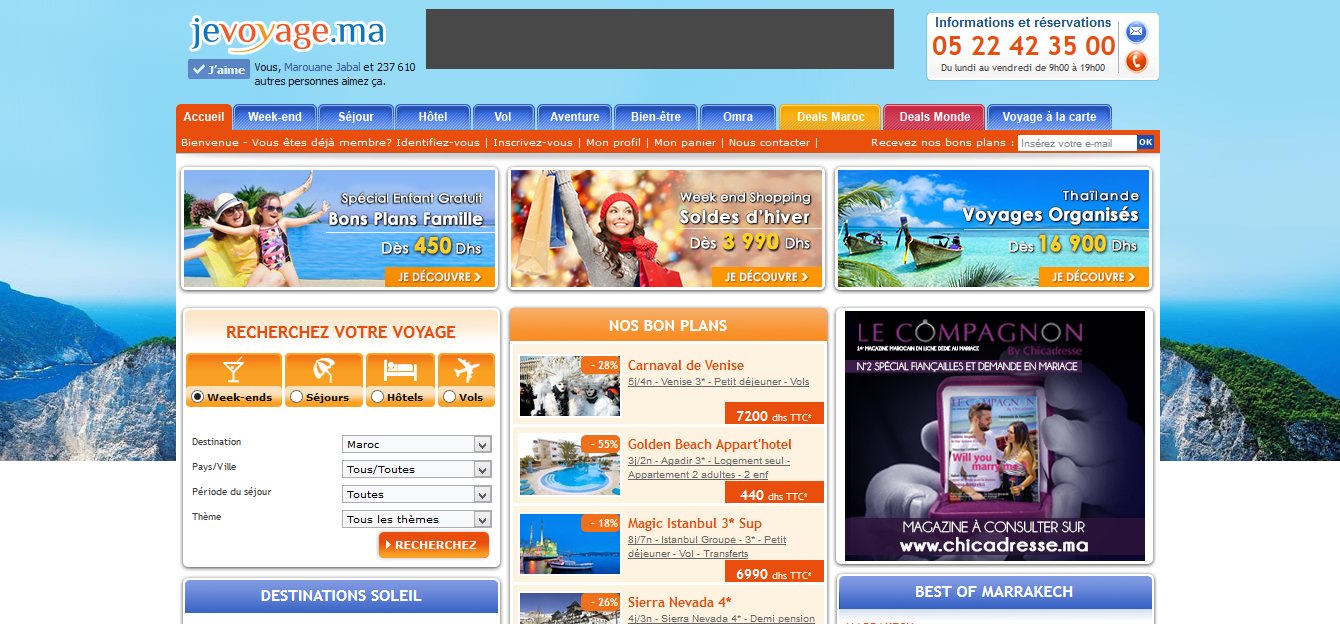 jevoyage.ma
J'aime
Vous, Marouane Jabal et 237 610
autres personnes aimez ça.
Informations et réservations
05 22 42 35 00
Du lundi au vendredi de 9h00 à 19h00
Accueil
Week-end
Séjour
Hôtel
Vol
Aventure
Bien-être
Omra
Deals Maroc
Deals Monde
Voyage à la carte
Bienvenue - Vous êtes déjà membre? Identifiez-vous | Inscrivez-vous | Mon profil | Mon panier | Nous contacter |
Recevez nos bons plans :
Insérez votre e-mail
OK
Spécial Enfant Gratuit
Bons Plans Famille
Dès 450 Dhs
JE DÉCOUVRE
Week end Shopping
Soldes d'hiver
Dès 3 990 Dhs
JE DÉCOUVRE
Thaïlande
Voyages Organisés
Dès 16 900 Dhs
JE DÉCOUVRE
RECHERCHEZ VOTRE VOYAGE
Week-ends
Séjours
Hôtels
Vols
Destination
Maroc
Pays/Ville
Tous/Toutes
Période du séjour
Toutes
Thème
Tous les thèmes
RECHERCHEZ
DESTINATIONS SOLEIL
NOS BON PLANS
- 28%
Carnaval de Venise
5j/4n - Venise 3* - Petit déjeuner - Vols
7200 dhs TTC*
- 55%
Golden Beach Appart'hotel
3j/2n - Agadir 3* - Logement seul -
Appartement 2 adultes - 2 enf
440 dhs TTC*
- 18%
Magic Istanbul 3* Sup
8j/7n - Istanbul Groupe - 3* - Petit
déjeuner - Vol - Transferts
6990 dhs TTC*
- 26%
Sierra Nevada 4*
4j/3n - Sierra Nevada 4* - Demi pension
LE COMPAGNON
By Chicadresse
1er MAGAZINE MAROCAIN EN LIGNE DÉDIÉ AU MARIAGE
N°2 SPÉCIAL FIANÇAILLES ET DEMANDE EN MARIAGE
LE COMPAGNON
Will you
marry me
MAGAZINE À CONSULTER SUR
www.chicadresse.ma
BEST OF MARRAKECH